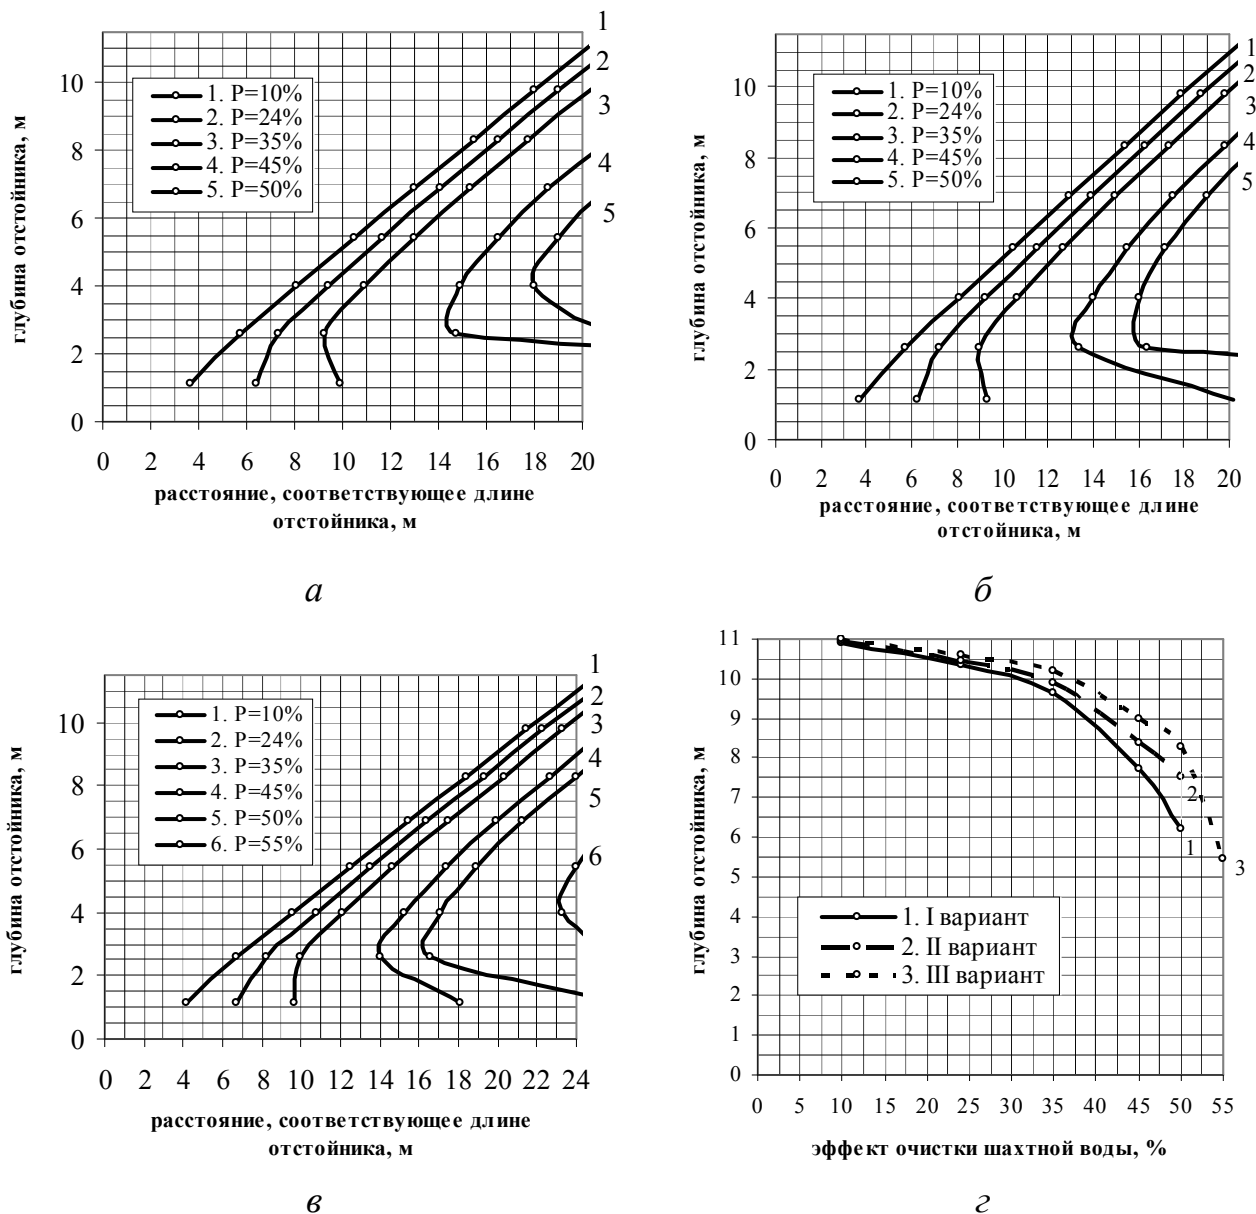 глубина отстойника, м
10
8
6
4
2
0
1. P=10%
2. P=24%
3. P=35%
4. P=45%
5. P=50%
1
2
3
4
5
0 2 4 6 8 10 12 14 16 18 20
расстояние, соответствующее длине
отстойника, м
а
глубина отстойника, м
10
8
6
4
2
0
1. P=10%
2. P=24%
3. P=35%
4. P=45%
5. P=50%
1
2
3
4
5
0 2 4 6 8 10 12 14 16 18 20
расстояние, соответствующее длине
отстойника, м
б
глубина отстойника, м
10
8
6
4
2
0
1. P=10%
2. P=24%
3. P=35%
4. P=45%
5. P=50%
6. P=55%
1
2
3
4
5
6
0 2 4 6 8 10 12 14 16 18 20 22 24
расстояние, соответствующее длине
отстойника, м
в
глубина отстойника, м
11
10
9
8
7
6
5
4
3
2
1
0
2
1
3
1. I вариант
2. II вариант
3. III вариант
0 5 10 15 20 25 30 35 40 45 50 55
эффект очистки шахтной воды, %
г